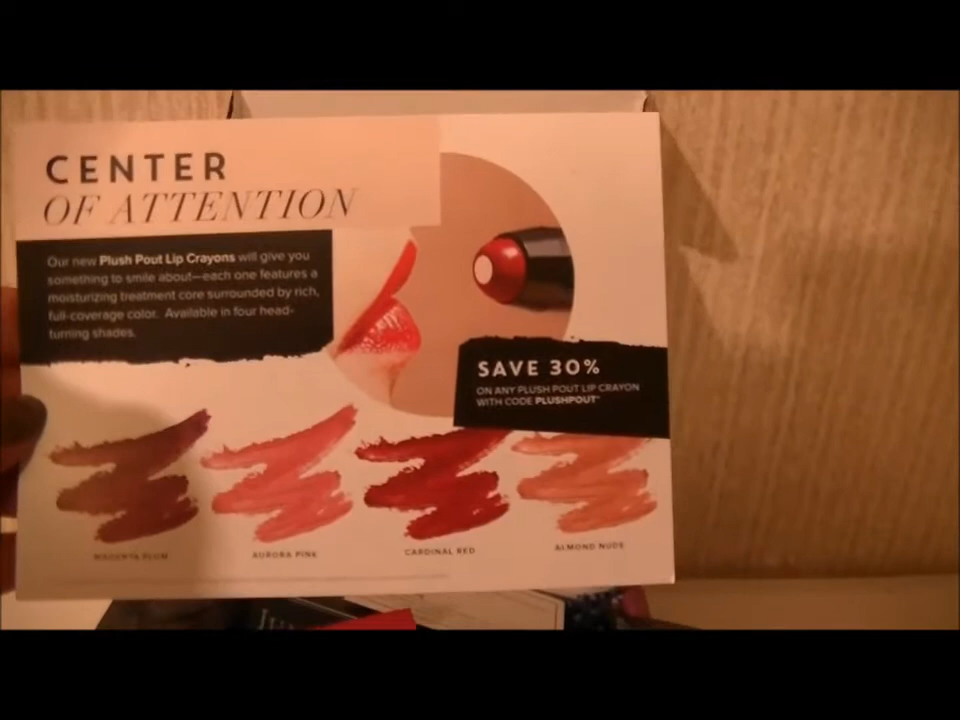 CENTER
OF ATTENTION
Our new Plush Pout Lip Crayons will give you
something to smile about—each one features a
moisturizing treatment core surrounded by rich,
full-coverage color. Available in four head-
turning shades.
SAVE 30%
ON ANY PLUSH POUT LIP CRAYON
WITH CODE PLUSHPOUT*
MAGENTA PLUM
AURORA PINK
CARDINAL RED
ALMOND NUDE